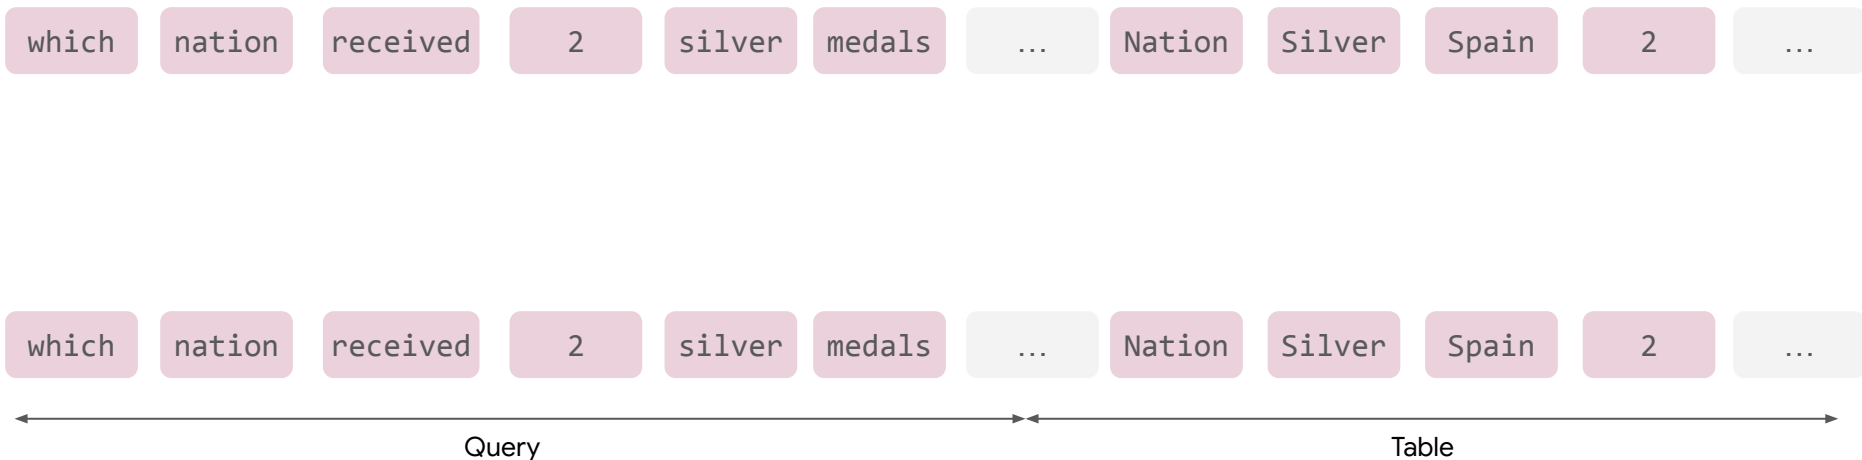 which nation received 2 silver medals ... Nation Silver Spain 2 ...
which nation received 2 silver medals ... Nation Silver Spain 2 ...
Query Table